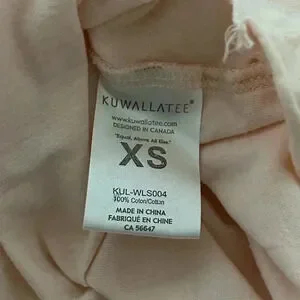 KUWALLATEE
www.kuwallatee.com
DESIGNED IN CANADA
"Equal, Above All Else."
XS
KUL-WLS004
100% Coton/Cotton
MADE IN CHINA
FABRIQUÉ EN CHINE
CA 56647